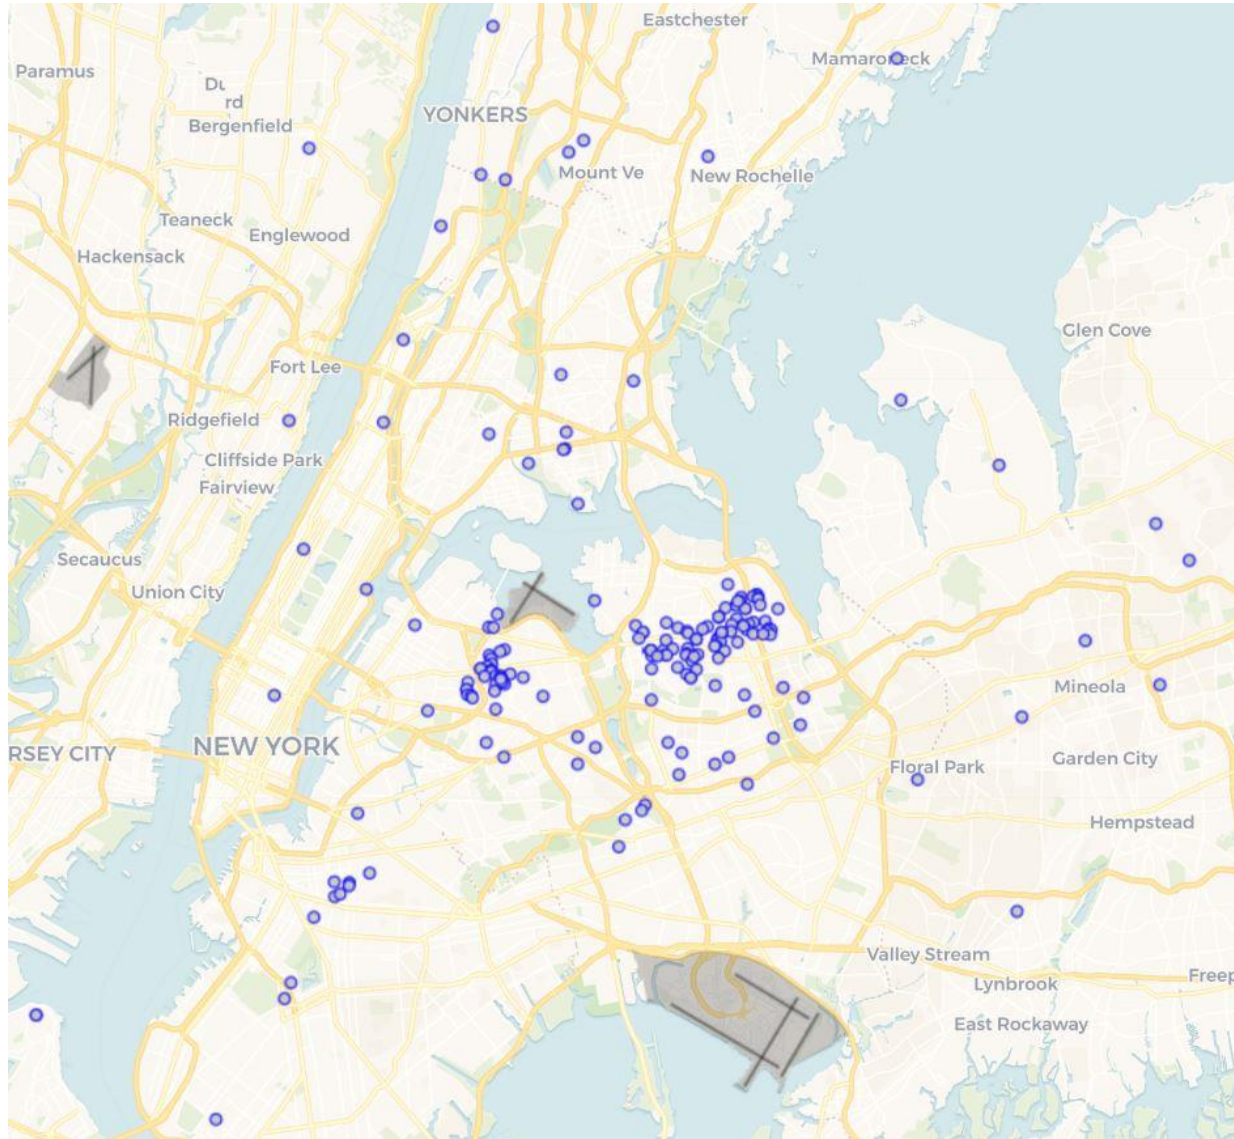 Eastchester
Mamaroneck
Paramus
Du
rd
Bergenfield
YONKERS
Mount Ve
New Rochelle
Teaneck
Englewood
Hackensack
Glen Cove
Fort Lee
Ridgefield
Cliffside Park
Fairview
Secaucus
Union City
Mineola
NEW YORK
RSEY CITY
Garden City
Floral Park
Hempstead
Valley Stream
Lynbrook
Freep
East Rockaway